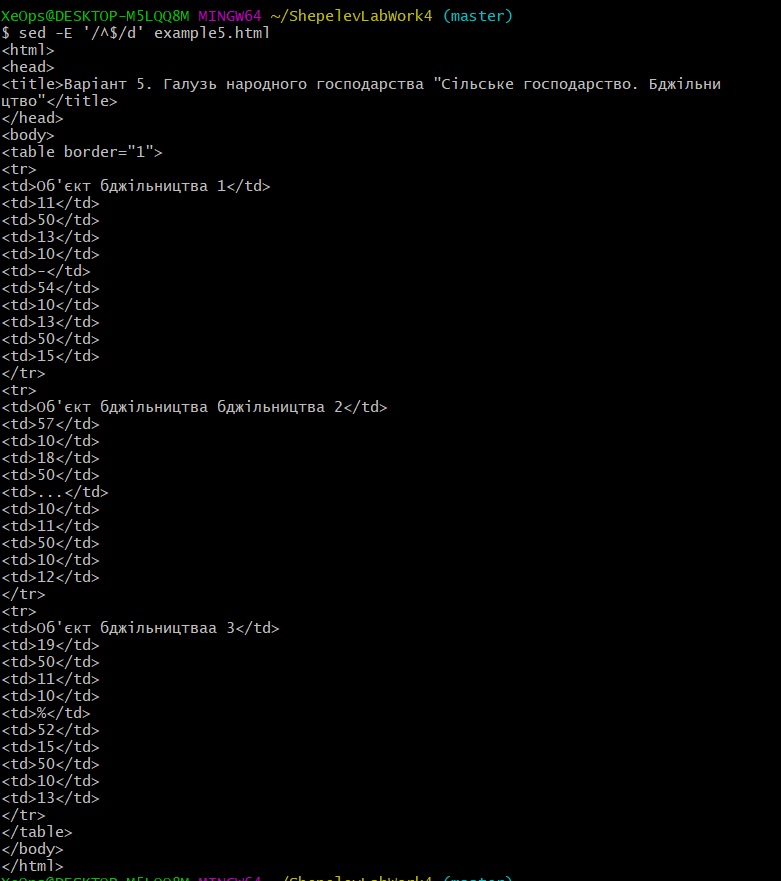 XeOps@DESKTOP-M5LQQ8M MINGW64 ~/ShepelevLabWork4 (master)
$ sed -E '/^$/d' example5.html
<html>
<head>
<title>Варіант 5. Галузь народного господарства "Сільське господарство. Бджільни
цтво"</title>
</head>
<body>
<table border="1">
<tr>
<td>Об'єкт бджільництва 1</td>
<td>11</td>
<td>50</td>
<td>13</td>
<td>10</td>
<td>-</td>
<td>54</td>
<td>10</td>
<td>13</td>
<td>50</td>
<td>15</td>
</tr>
<tr>
<td>Об'єкт бджільництва бджільництва 2</td>
<td>57</td>
<td>10</td>
<td>18</td>
<td>50</td>
<td>...</td>
<td>10</td>
<td>11</td>
<td>50</td>
<td>10</td>
<td>12</td>
</tr>
<tr>
<td>Об'єкт бджільництваа 3</td>
<td>19</td>
<td>50</td>
<td>11</td>
<td>10</td>
<td>%</td>
<td>52</td>
<td>15</td>
<td>50</td>
<td>10</td>
<td>13</td>
</tr>
</table>
</body>
</html>
XeOps@DESKTOP-M5LQQ8M MINGW64 ~/ShepelevLabWork4 (master)